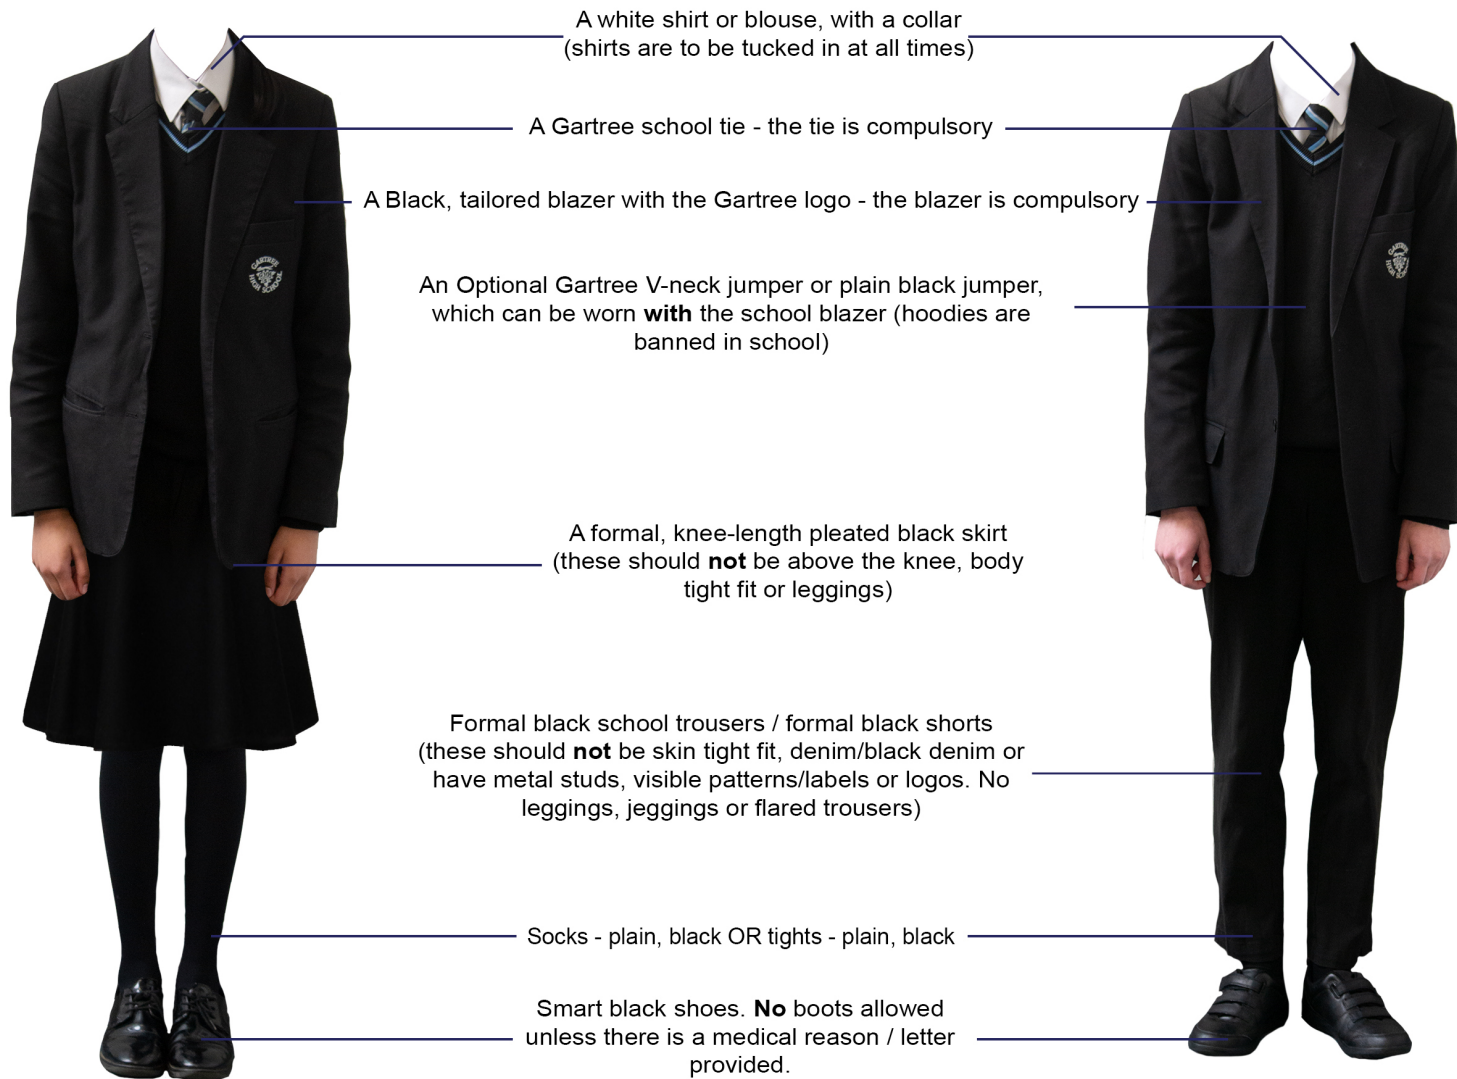 A white shirt or blouse, with a collar
(shirts are to be tucked in at all times)
A Gartree school tie - the tie is compulsory
A Black, tailored blazer with the Gartree logo - the blazer is compulsory
GARTREE
HIGH SCHOOL
GARTREE
HIGH SCHOOL
An Optional Gartree V-neck jumper or plain black jumper,
which can be worn with the school blazer (hoodies are
banned in school)
A formal, knee-length pleated black skirt
(these should not be above the knee, body
tight fit or leggings)
Formal black school trousers / formal black shorts
(these should not be skin tight fit, denim/black denim or
have metal studs, visible patterns/labels or logos. No
leggings, jeggings or flared trousers)
Socks - plain, black OR tights - plain, black
Smart black shoes. No boots allowed
unless there is a medical reason / letter
provided.